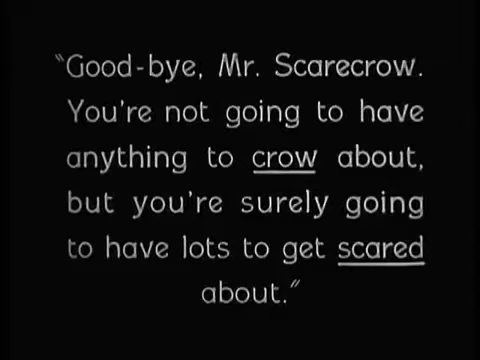 "Good-bye, Mr. Scarecrow.
You're not going to have
anything to crow about,
but you're surely going
to have lots to get scared
about."